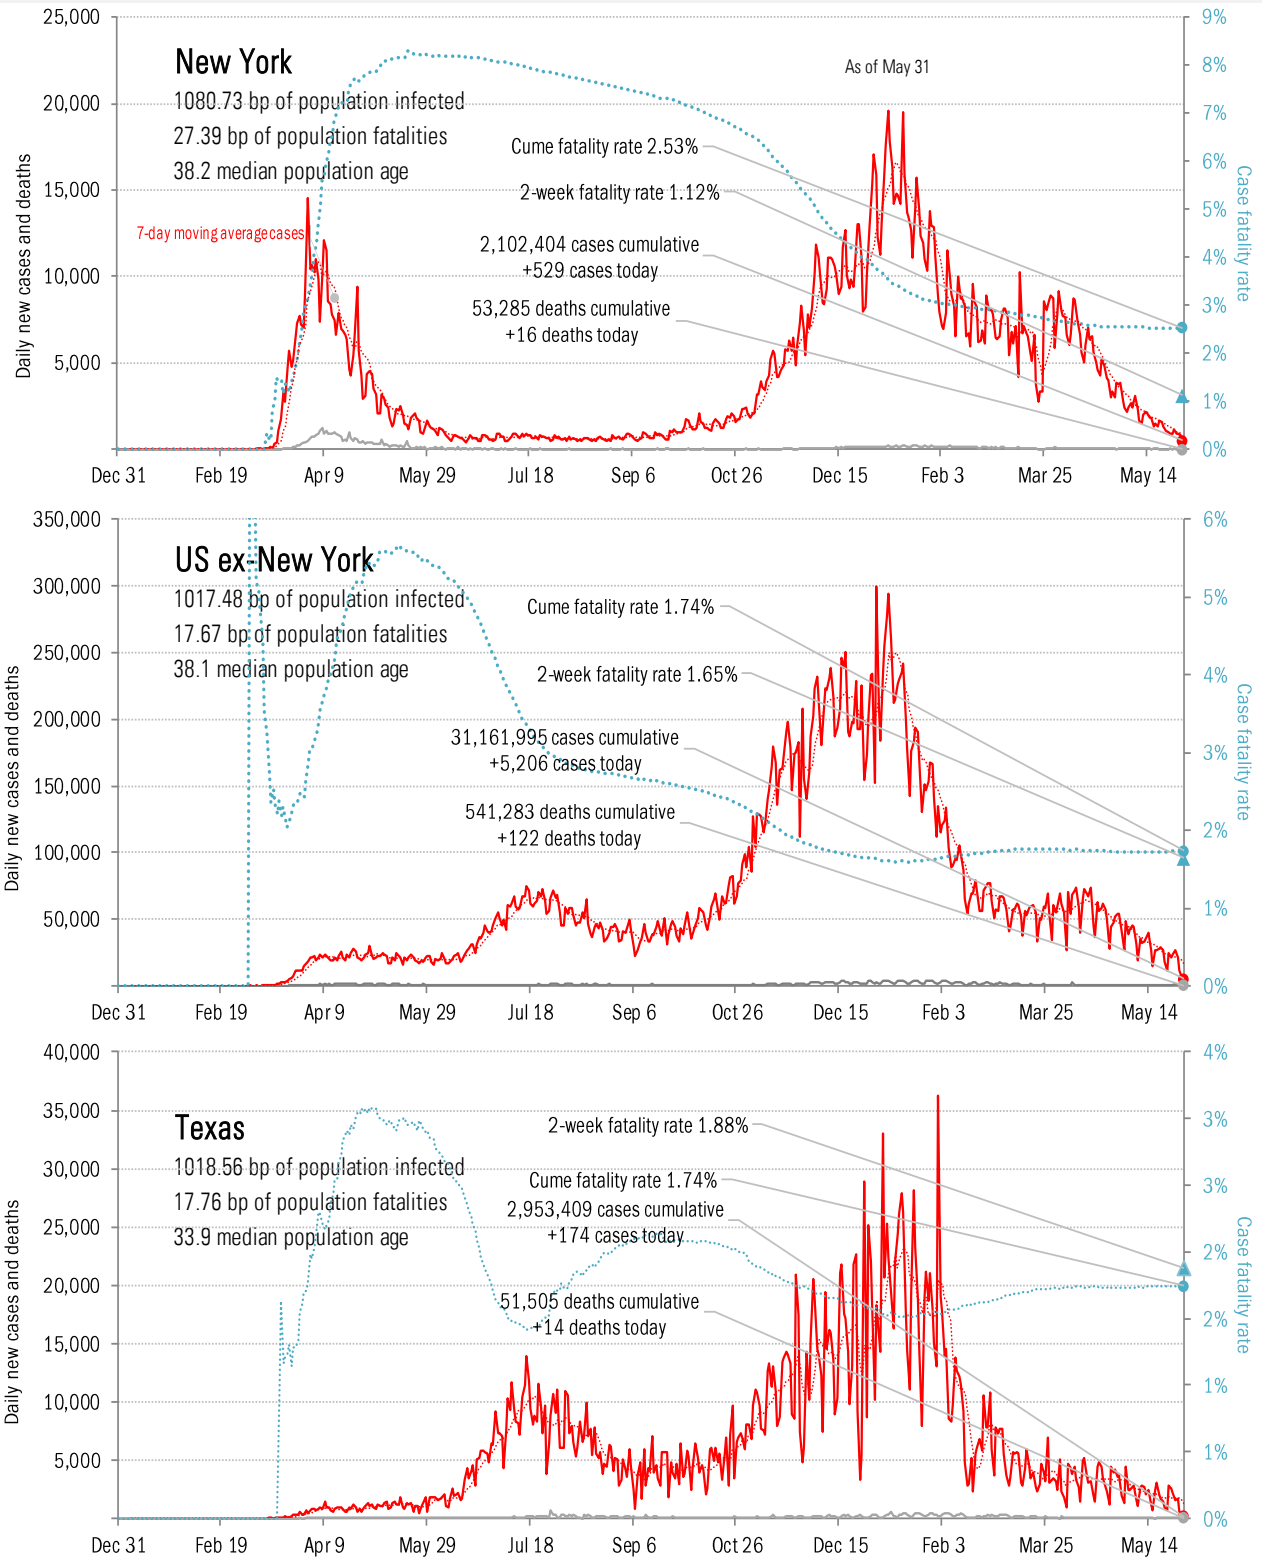 25,000
9%
New York
As of May 31
8%
1080.73 bp of population infected
20,000
7%
27.39 bp of population fatalities
Cume fatality rate 2.53%
6%
38.2 median population age
2-week fatality rate 1.12%
15,000
5%
7-day moving average cases
2,102,404 cases cumulative
+529 cases today
10,000
4%
53,285 deaths cumulative
+16 deaths today
3%
5,000
2%
1%
0%
Daily new cases and deaths
Case fatality rate
Dec 31
Feb 19
Apr 9
May 29
Jul 18
Sep 6
Oct 26
Dec 15
Feb 3
Mar 25
May 14
350,000
6%
US ex-New York
300,000
5%
1017.48 bp of population infected
Cume fatality rate 1.74%
17.67 bp of population fatalities
250,000
38.1 median population age
2-week fatality rate 1.65%
4%
200,000
31,161,995 cases cumulative
+5,206 cases today
3%
150,000
541,283 deaths cumulative
+122 deaths today
2%
100,000
50,000
1%
0%
Daily new cases and deaths
Case fatality rate
Dec 31
Feb 19
Apr 9
May 29
Jul 18
Sep 6
Oct 26
Dec 15
Feb 3
Mar 25
May 14
40,000
4%
35,000
3%
Texas
2-week fatality rate 1.88%
30,000
1018.56 bp of population infected
Cume fatality rate 1.74%
3%
17.76 bp of population fatalities
2,953,409 cases cumulative
+174 cases today
25,000
33.9 median population age
2%
20,000
51,505 deaths cumulative
+14 deaths today
2%
15,000
1%
10,000
1%
5,000
0%
Daily new cases and deaths
Case fatality rate
Dec 31
Feb 19
Apr 9
May 29
Jul 18
Sep 6
Oct 26
Dec 15
Feb 3
Mar 25
May 14